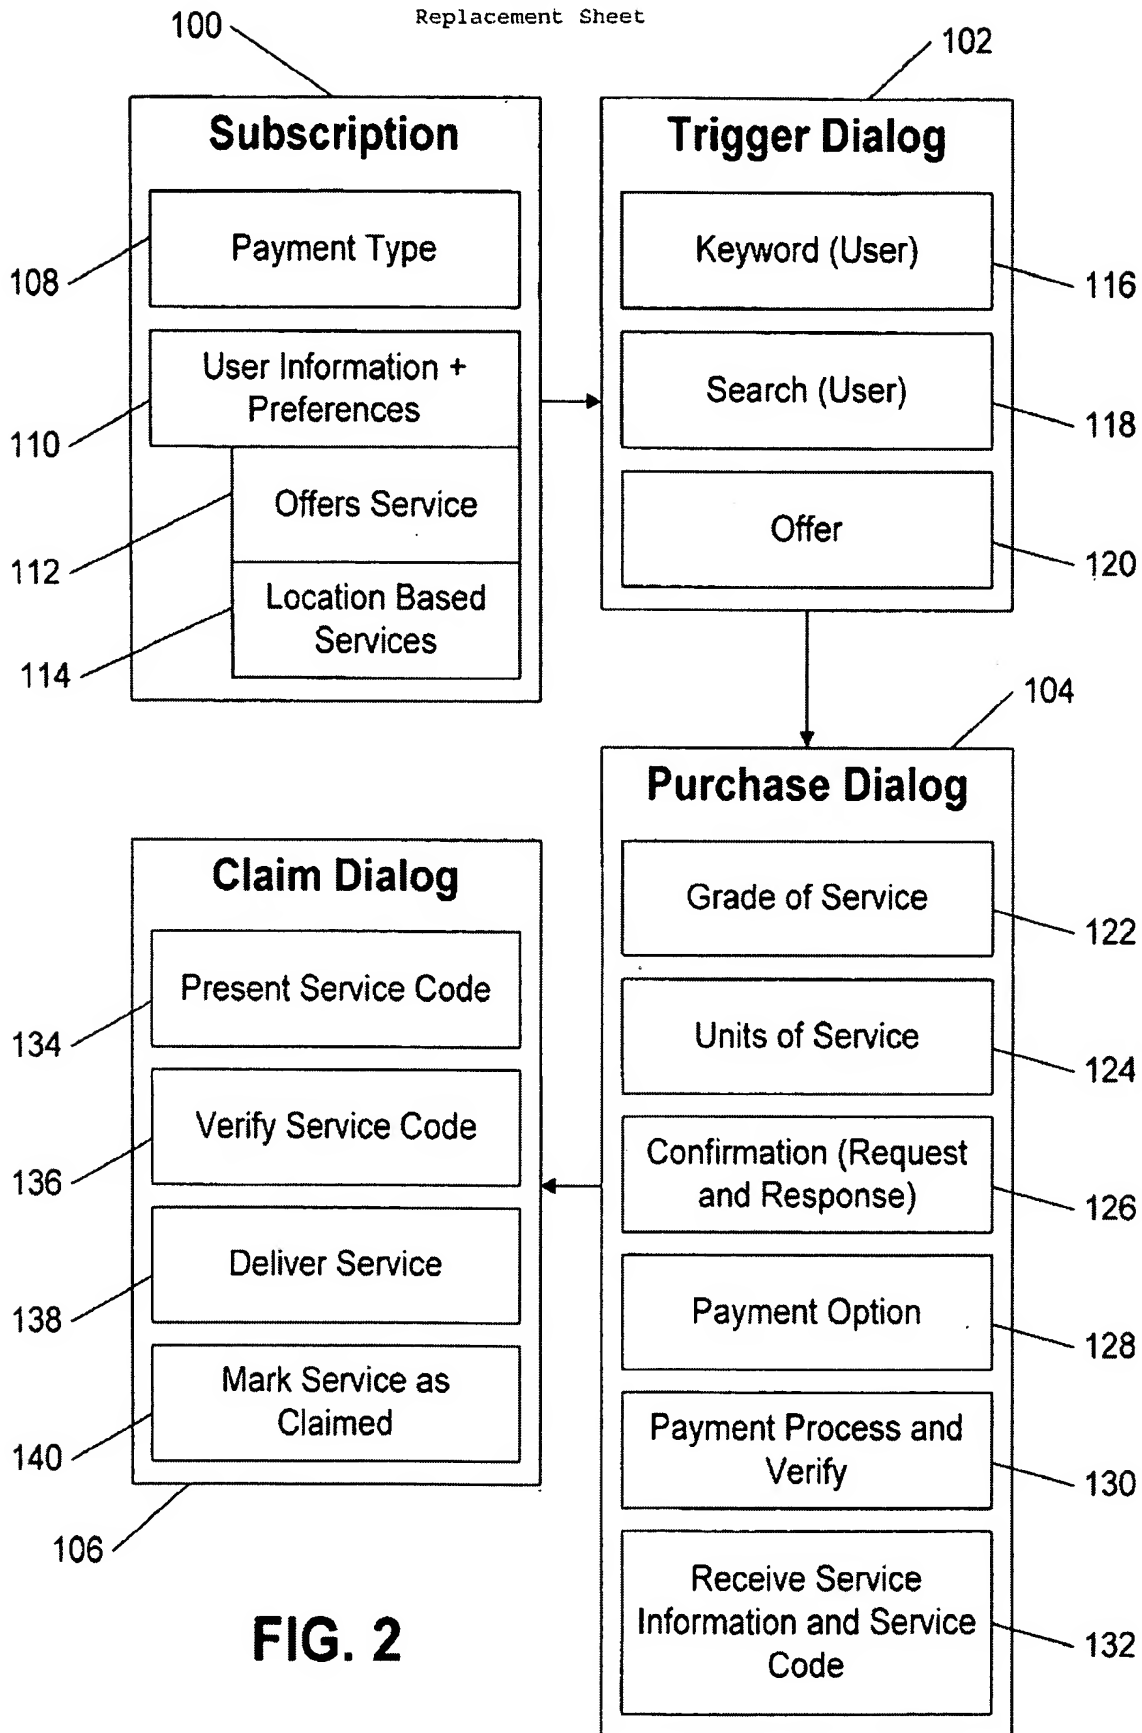 Replacement Sheet
100
102
Subscription
Payment Type
108
User Information +
Preferences
110
Offers Service
112
Location Based
Services
114
Trigger Dialog
Keyword (User)
116
Search (User)
118
Offer
120
104
Purchase Dialog
Grade of Service
122
Units of Service
124
Confirmation (Request
and Response)
126
Payment Option
128
Payment Process and
Verify
130
Receive Service
Information and Service
Code
132
Claim Dialog
Present Service Code
134
Verify Service Code
136
Deliver Service
138
Mark Service as
Claimed
140
106
FIG. 2